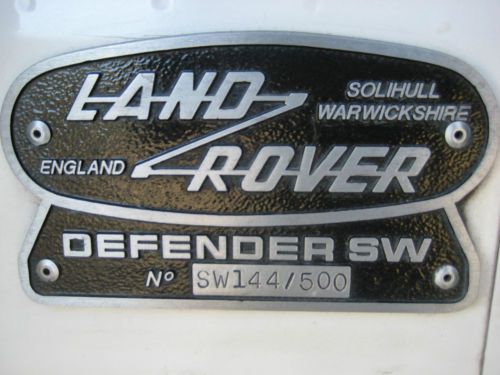 LAND
SOLIHULL
WARWICKSHIRE
ENGLAND
ROVER
DEFENDER SW
Nº SW144/500